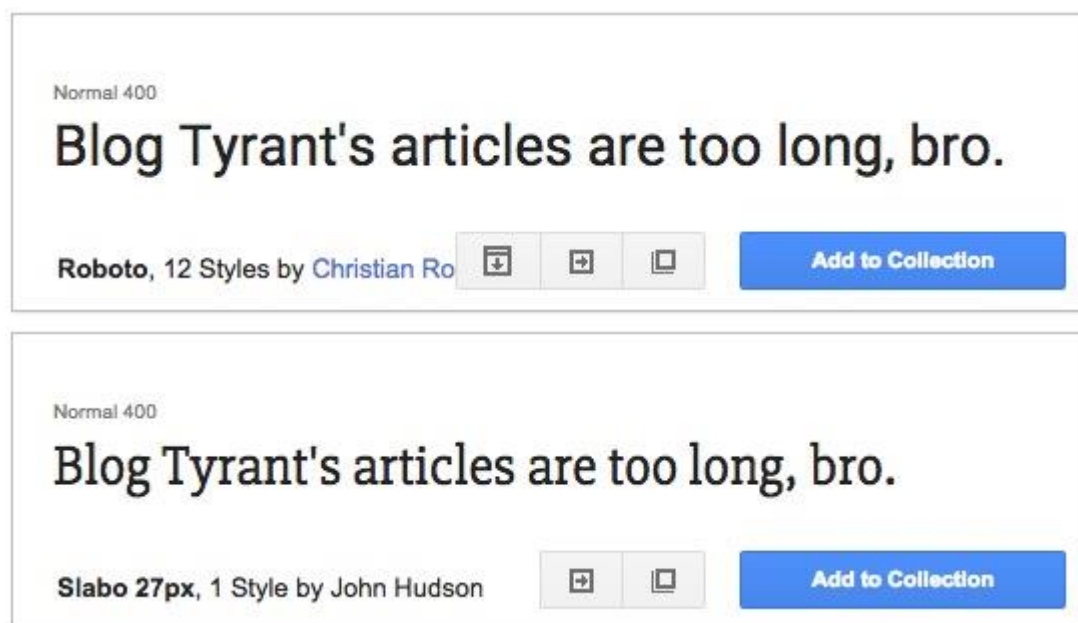 Normal 400
Blog Tyrant's articles are too long, bro.
Roboto, 12 Styles by Christian Ro
Add to Collection
Normal 400
Blog Tyrant's articles are too long, bro.
Slabo 27px, 1 Style by John Hudson
Add to Collection